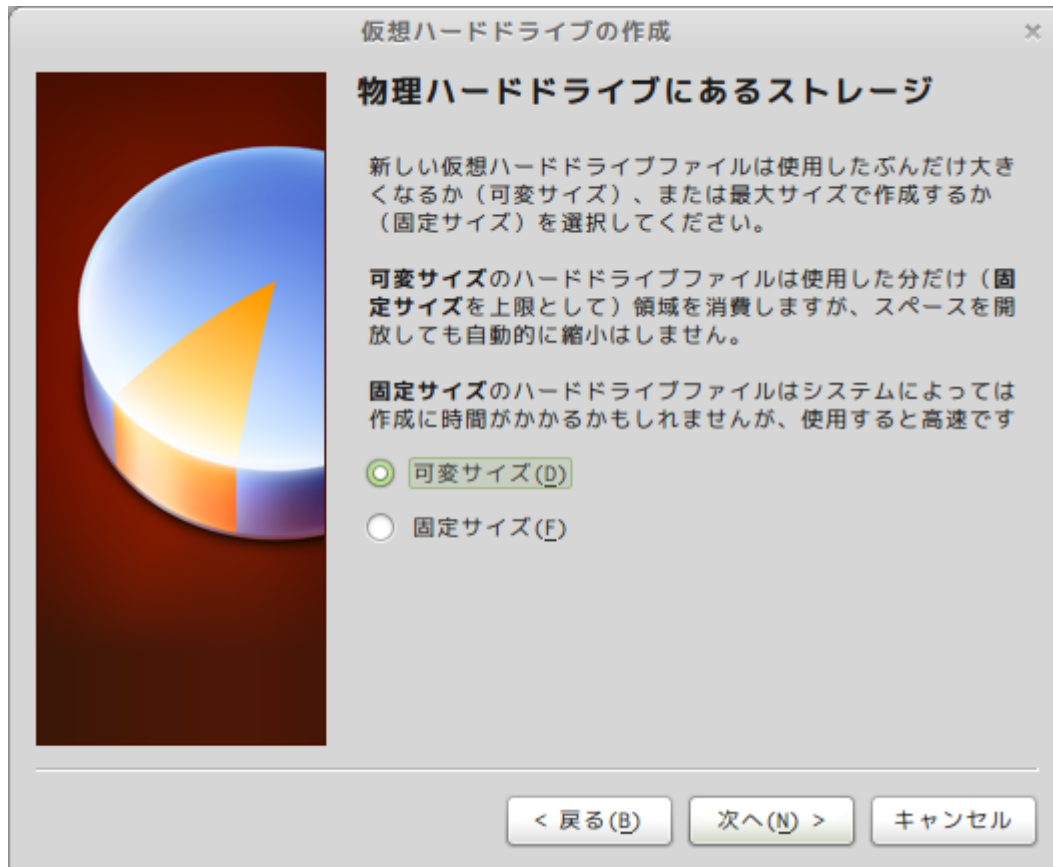 仮想ハードドライブの作成
物理ハードドライブにあるストレージ
新しい仮想ハードドライブファイルは使用したぶんだけ大き
くなるか（可変サイズ）、または最大サイズで作成するか
（固定サイズ）を選択してください。
可変サイズのハードドライブファイルは使用した分だけ（固
定サイズを上限として）領域を消費しますが、スペースを開
放しても自動的に縮小はしません。
固定サイズのハードドライブファイルはシステムによっては
作成に時間がかかるかもしれませんが、使用すると高速です
可変サイズ(D)
固定サイズ(F)
< 戻る(B)
次へ(N) >
キャンセル